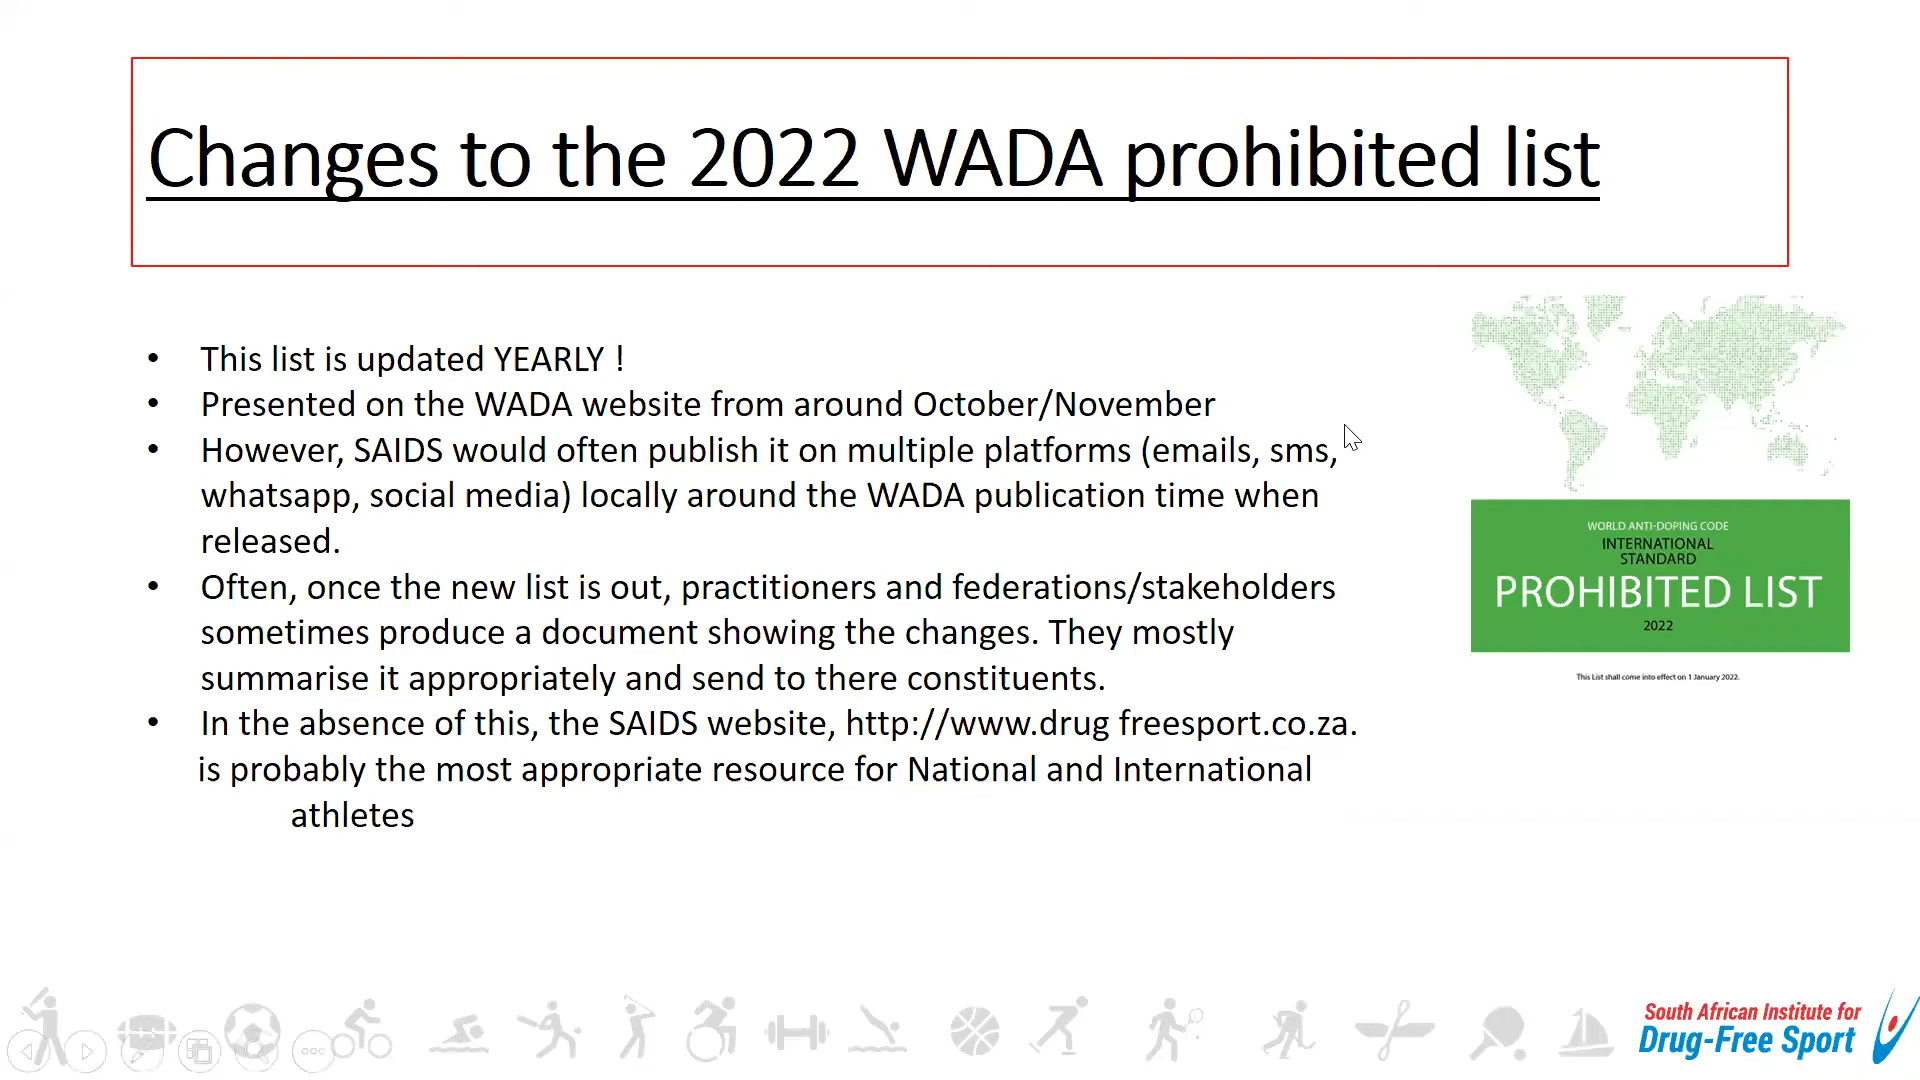 Changes to the 2022 WADA prohibited list
• This list is updated YEARLY !
• Presented on the WADA website from around October/November
• However, SAIDS would often publish it on multiple platforms (emails, sms,
whatsapp, social media) locally around the WADA publication time when
released.
• Often, once the new list is out, practitioners and federations/stakeholders
sometimes produce a document showing the changes. They mostly
summarise it appropriately and send to there constituents.
• In the absence of this, the SAIDS website, http://www.drug freesport.co.za.
is probably the most appropriate resource for National and International
athletes
WORLD ANTI-DOPING CODE
INTERNATIONAL
STANDARD
PROHIBITED LIST
2022
This List shall come into effect on 1 January 2022.
South African Institute for
Drug-Free Sport